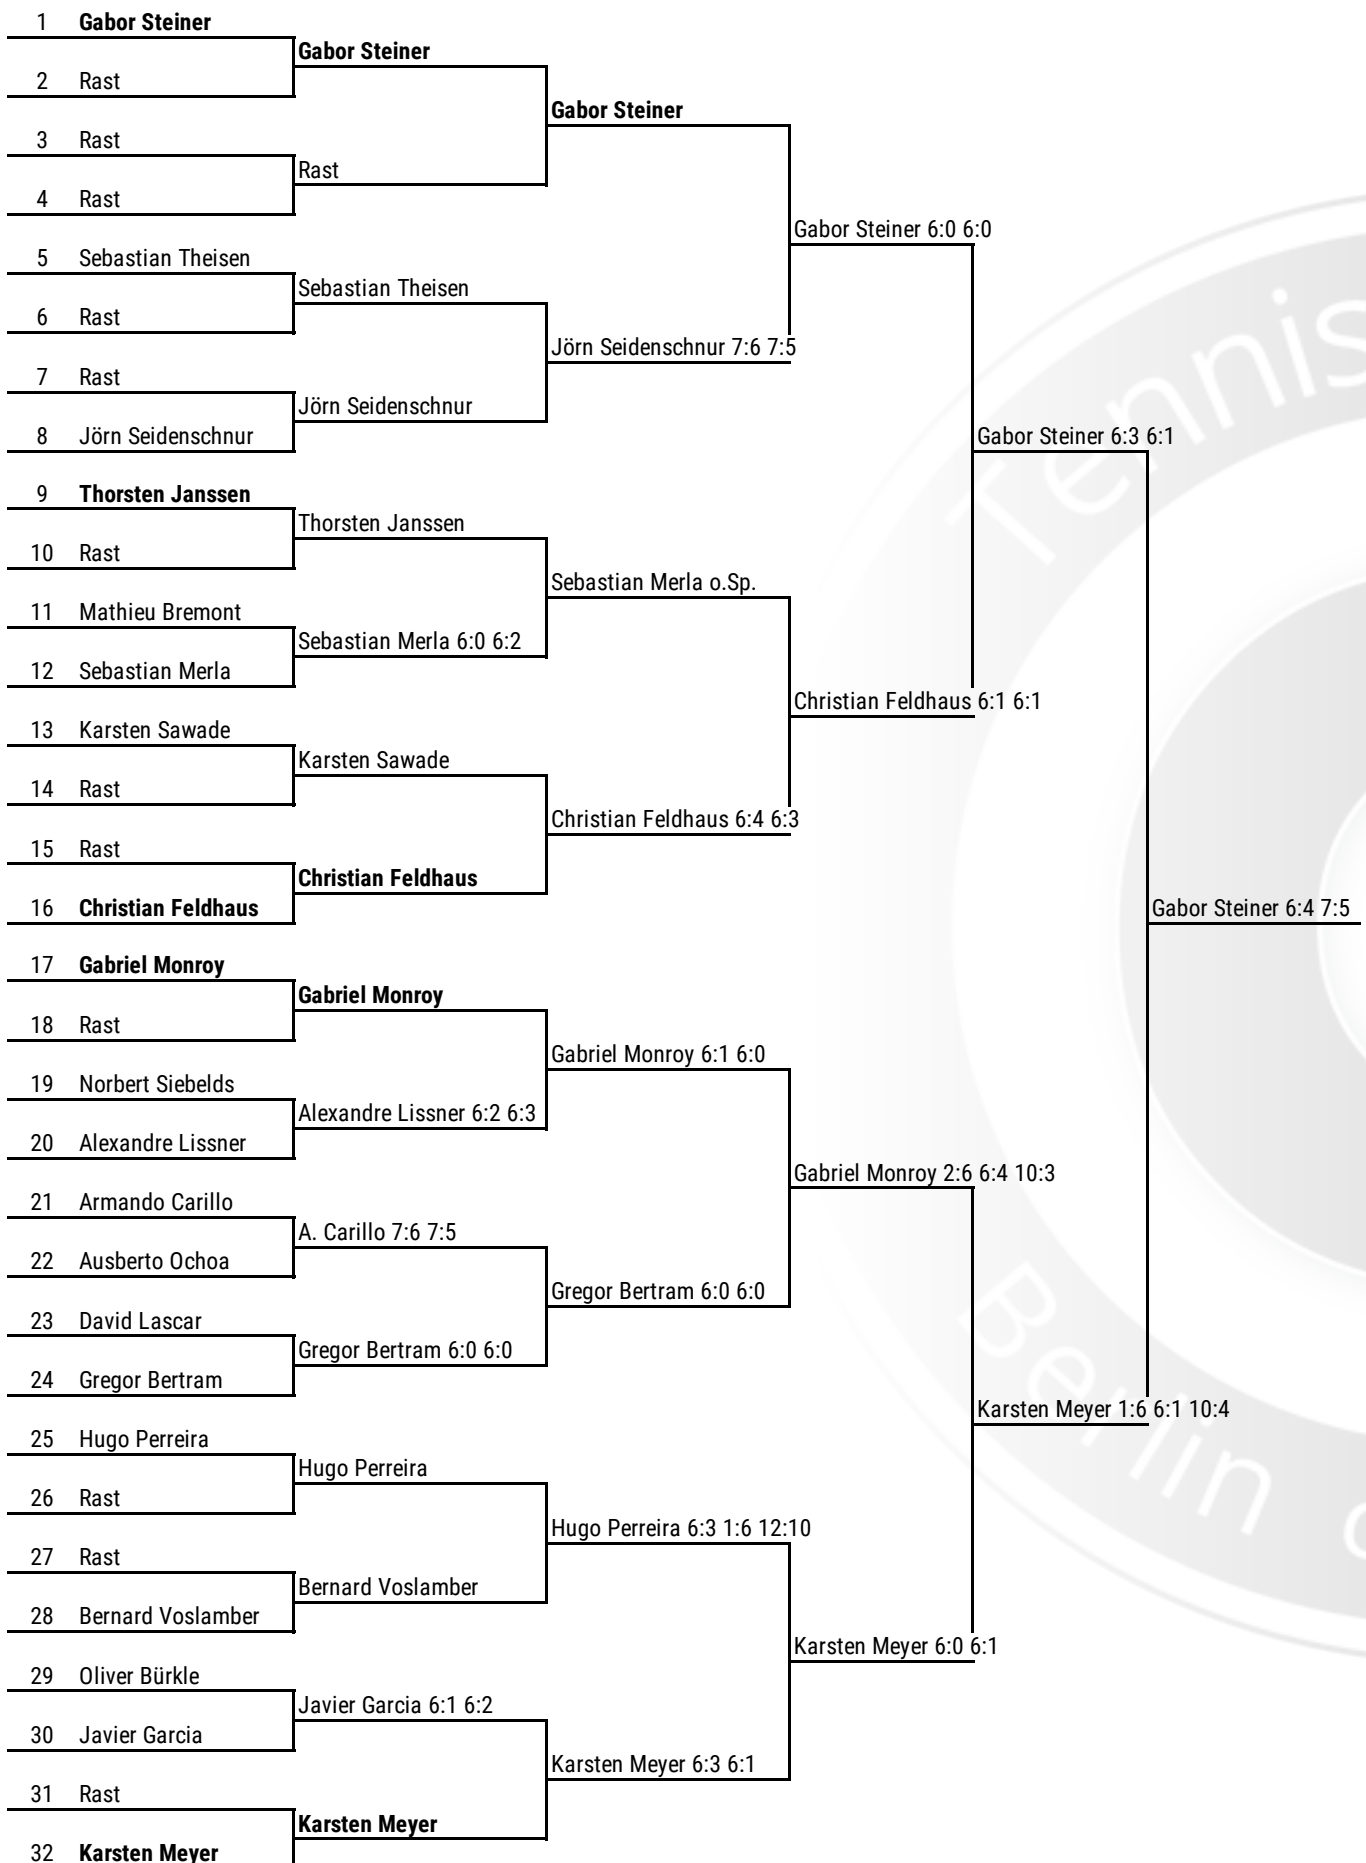 1 Gabor Steiner
Gabor Steiner
2 Rast
Gabor Steiner
3 Rast
Rast
4 Rast
Gabor Steiner 6:0 6:0
5 Sebastian Theisen
Sebastian Theisen
6 Rast
Jörn Seidenschnur 7:6 7:5
7 Rast
Jörn Seidenschnur
8 Jörn Seidenschnur
Gabor Steiner 6:3 6:1
9 Thorsten Janssen
Thorsten Janssen
10 Rast
Sebastian Merla o.Sp.
11 Mathieu Bremont
Sebastian Merla 6:0 6:2
12 Sebastian Merla
Christian Feldhaus 6:1 6:1
13 Karsten Sawade
Karsten Sawade
14 Rast
Christian Feldhaus 6:4 6:3
15 Rast
Christian Feldhaus
16 Christian Feldhaus
Gabor Steiner 6:4 7:5
17 Gabriel Monroy
Gabriel Monroy
18 Rast
Gabriel Monroy 6:1 6:0
19 Norbert Siebelds
Alexandre Lissner 6:2 6:3
20 Alexandre Lissner
Gabriel Monroy 2:6 6:4 10:3
21 Armando Carillo
A. Carillo 7:6 7:5
22 Ausberto Ochoa
Gregor Bertram 6:0 6:0
23 David Lascar
Gregor Bertram 6:0 6:0
24 Gregor Bertram
Karsten Meyer 1:6 6:1 10:4
25 Hugo Perreira
Hugo Perreira
26 Rast
Hugo Perreira 6:3 1:6 12:10
27 Rast
Bernard Voslamber
28 Bernard Voslamber
Karsten Meyer 6:0 6:1
29 Oliver Bürkle
Javier Garcia 6:1 6:2
30 Javier Garcia
Karsten Meyer 6:3 6:1
31 Rast
Karsten Meyer
32 Karsten Meyer
Tennis
Berlin